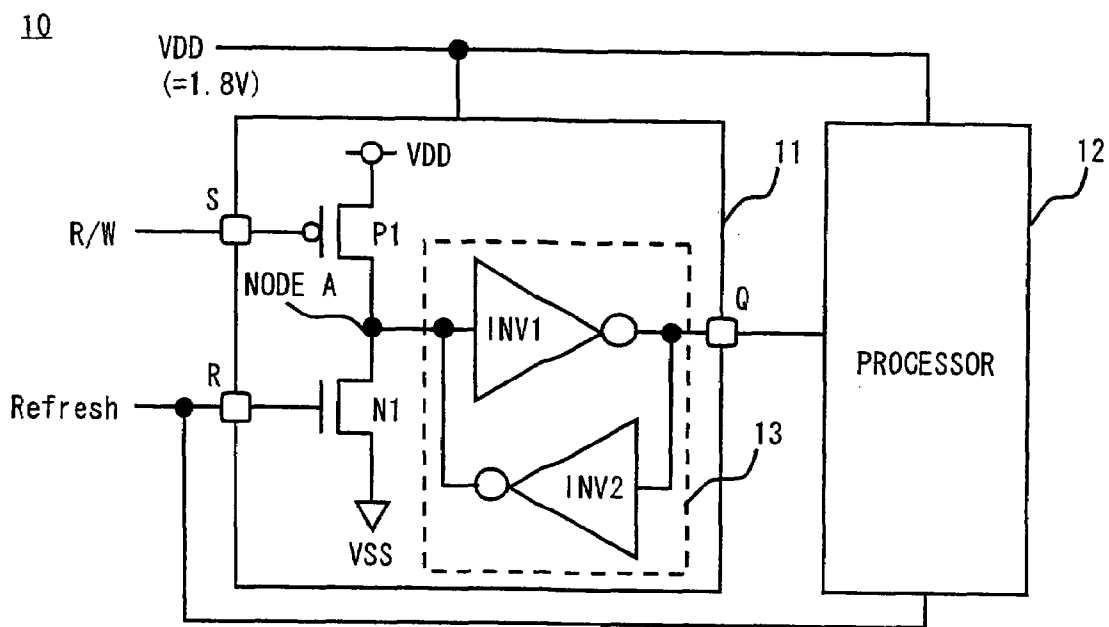 10
VDD
(=1.8V)
VDD
11
12
S
R/W
P1
NODE A
INV1
Q
PROCESSOR
R
Refresh
N1
INV2
13
VSS